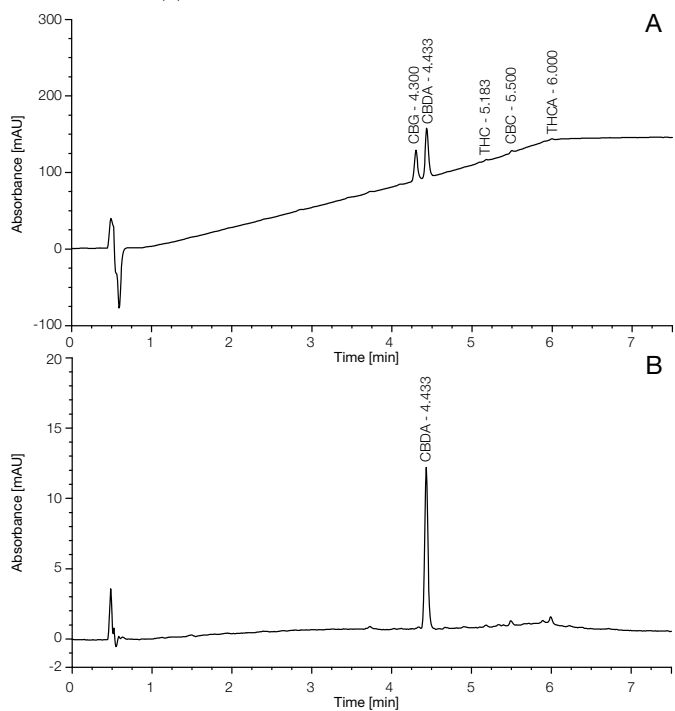 A
300
200
100
0
-100
Absorbance [mAU]
CBG - 4.300
CBDA - 4.433
THC - 5.183
CBC - 5.500
THCA - 6.000
0 1 2 3 4 5 6 7
Time [min]
B
20
15
10
5
0
-2
Absorbance [mAU]
CBDA - 4.433
0 1 2 3 4 5 6 7
Time [min]